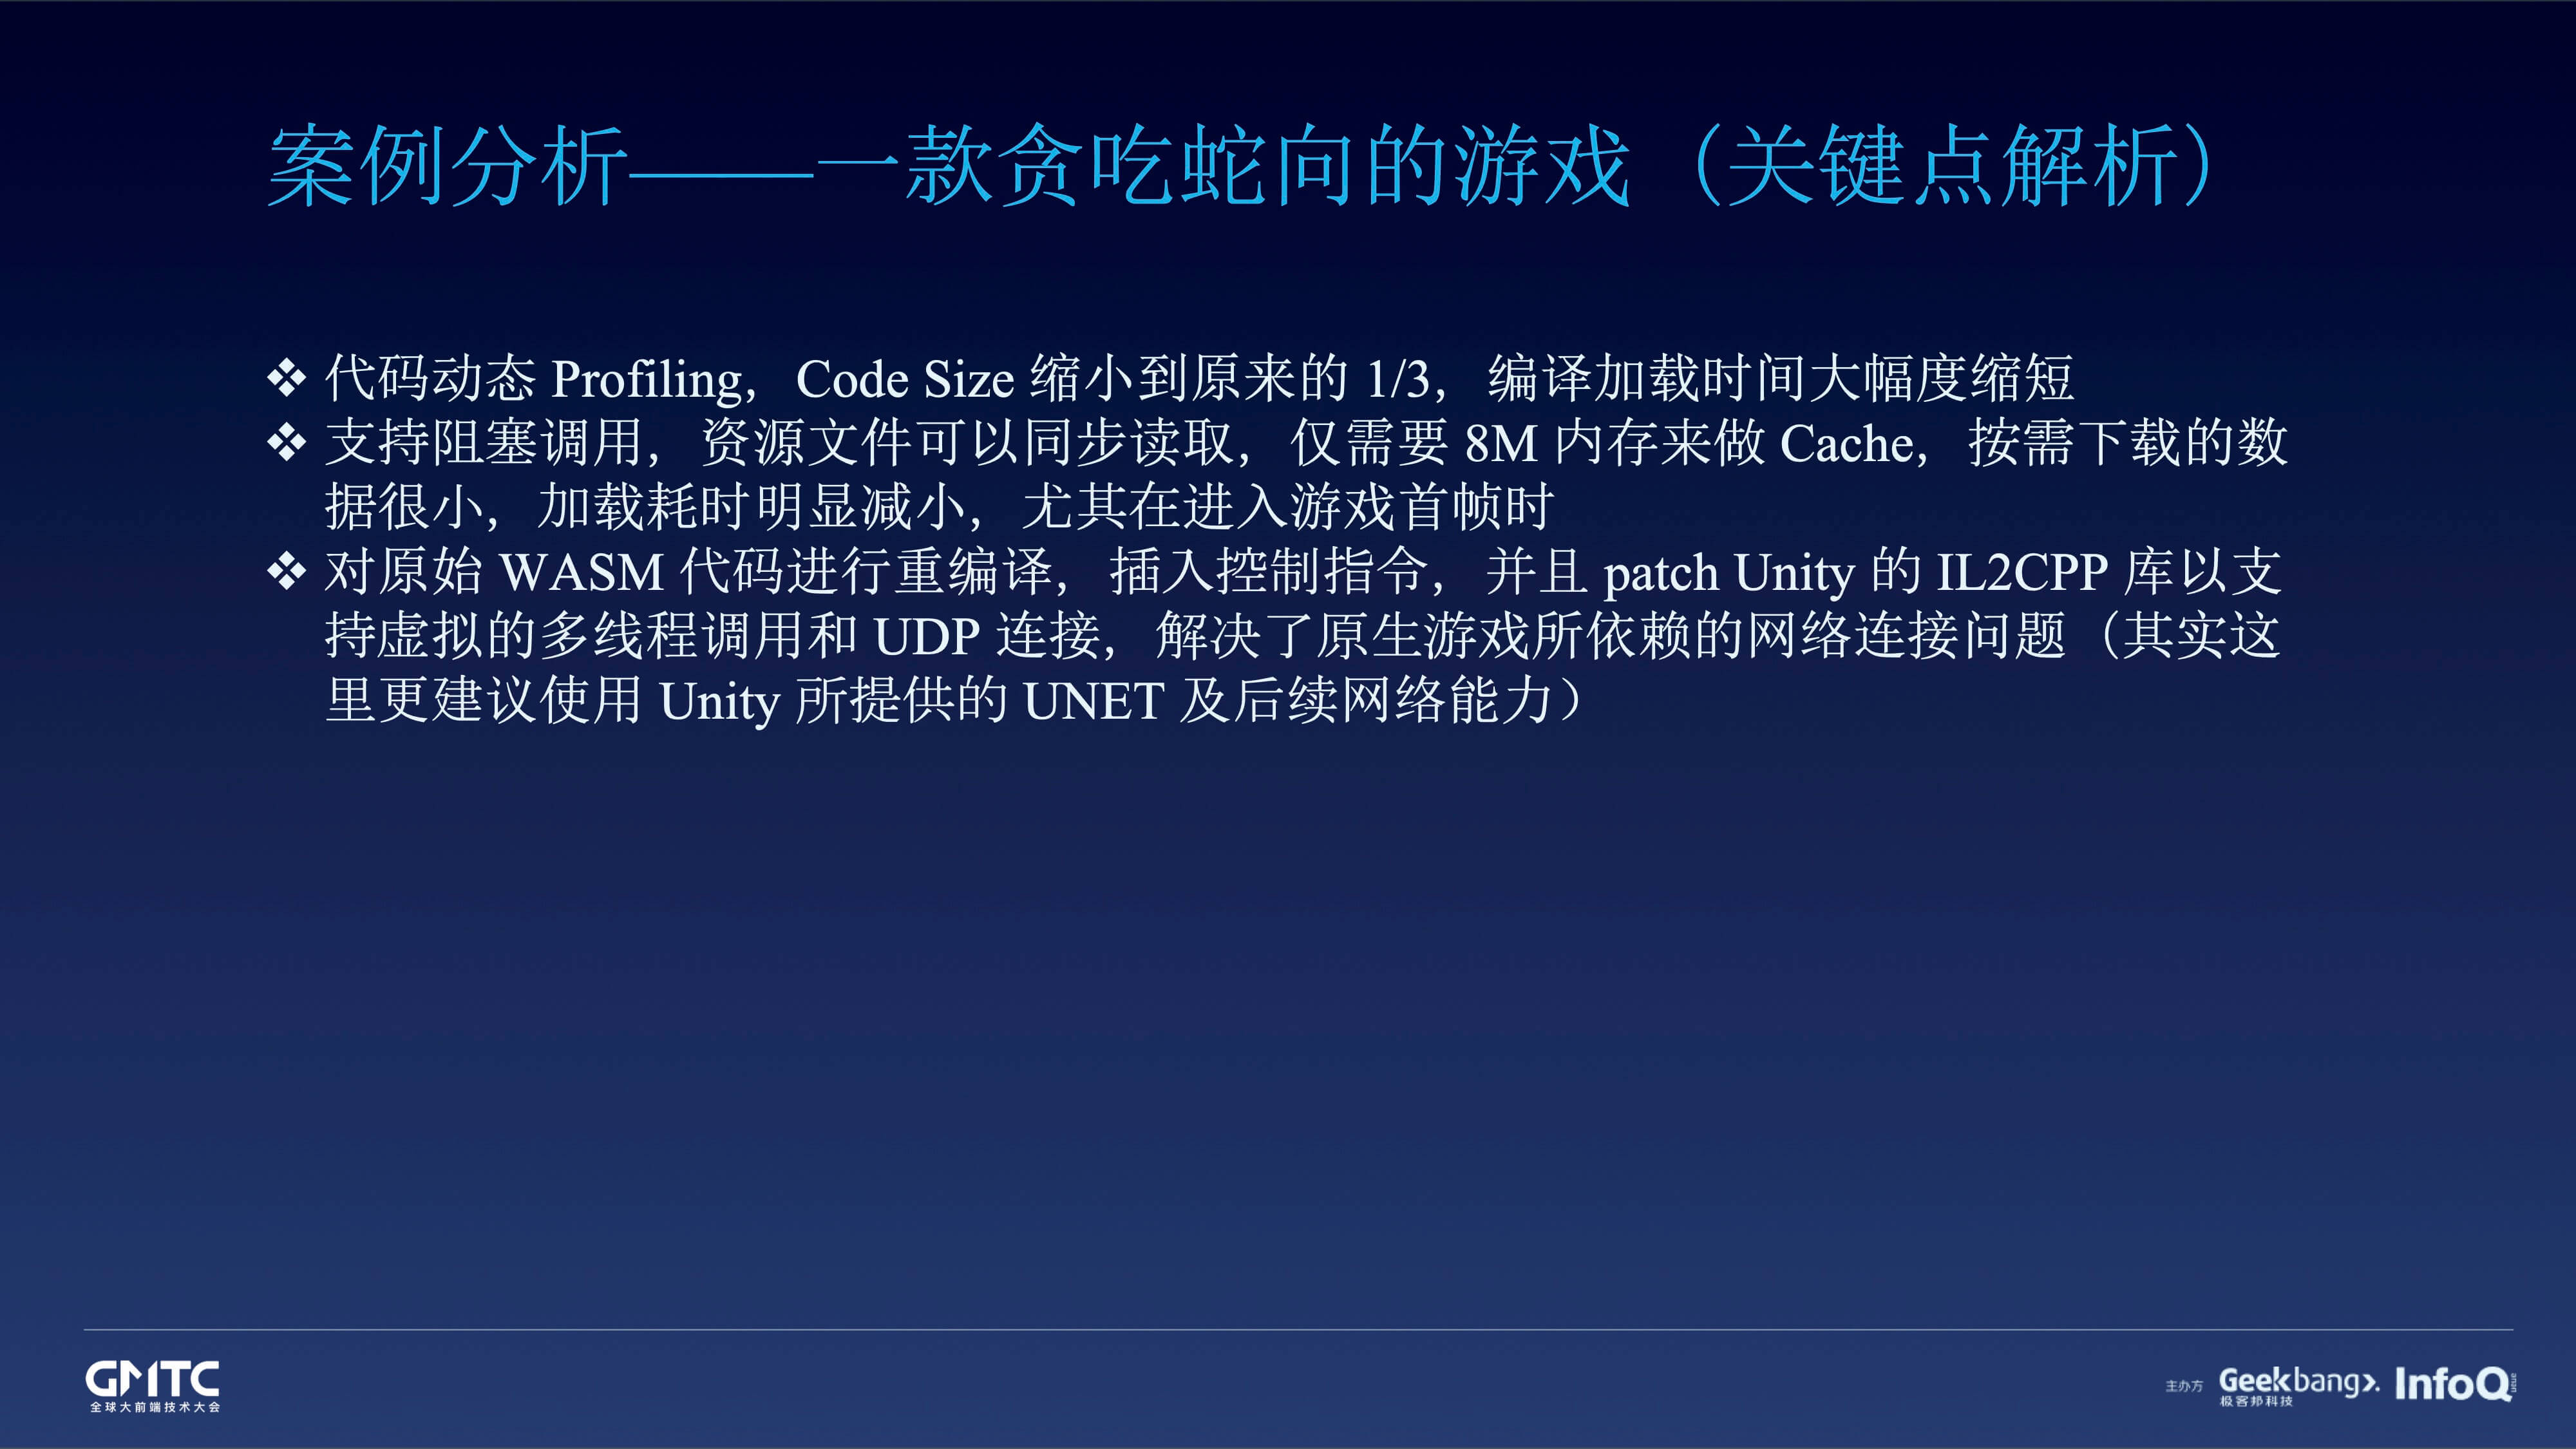 案例分析——一款贪吃蛇向的游戏（关键点解析）
❖ 代码动态 Profiling，Code Size 缩小到原来的 1/3，编译加载时间大幅度缩短
❖ 支持阻塞调用，资源文件可以同步读取，仅需要 8M 内存来做 Cache，按需下载的数
据很小，加载耗时明显减小，尤其在进入游戏首帧时
❖ 对原始 WASM 代码进行重编译，插入控制指令，并且 patch Unity 的 IL2CPP 库以支
持虚拟的多线程调用和 UDP 连接，解决了原生游戏所依赖的网络连接问题（其实这
里更建议使用 Unity 所提供的 UNET 及后续网络能力）
GMTC
全球大前端技术大会
主办方 Geekbang>. InfoQ
极客邦科技